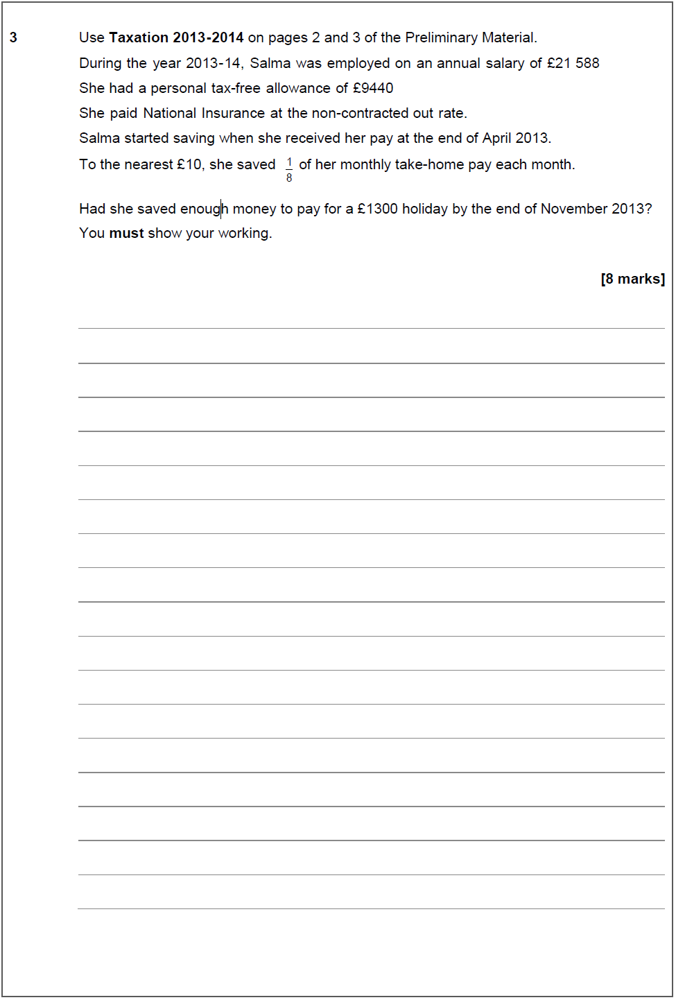 3 Use Taxation 2013-2014 on pages 2 and 3 of the Preliminary Material.
During the year 2013-14, Salma was employed on an annual salary of £21 588
She had a personal tax-free allowance of £9440
She paid National Insurance at the non-contracted out rate.
Salma started saving when she received her pay at the end of April 2013.
To the nearest £10, she saved 1/8 of her monthly take-home pay each month.
Had she saved enough money to pay for a £1300 holiday by the end of November 2013?
You must show your working.
[8 marks]